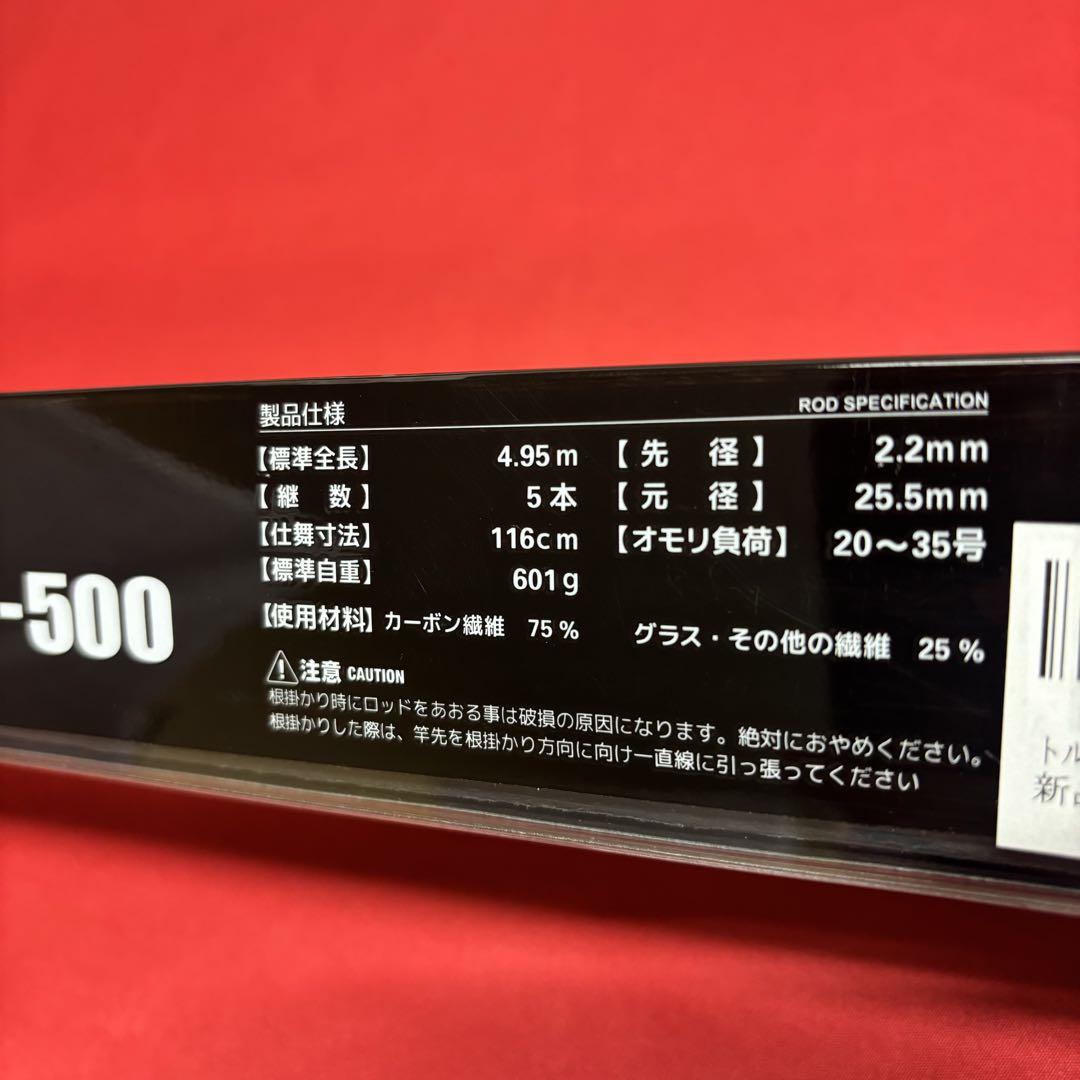 製品仕様 ROD SPECIFICATION
【標準全長】 4.95m 【先 径】 2.2mm
【継 数】 5本 【元 径】 25.5mm
【仕舞寸法】 116cm 【オモリ負荷】 20〜35号
【標準自重】 601g
【使用材料】カーボン繊維 75% グラス・その他の繊維 25%
-500
注意 CAUTION
根掛かり時にロッドをあおる事は破損の原因になります。絶対におやめください。
根掛かりした際は、竿先を根掛かり方向に向け一直線に引っ張ってください
トル
新